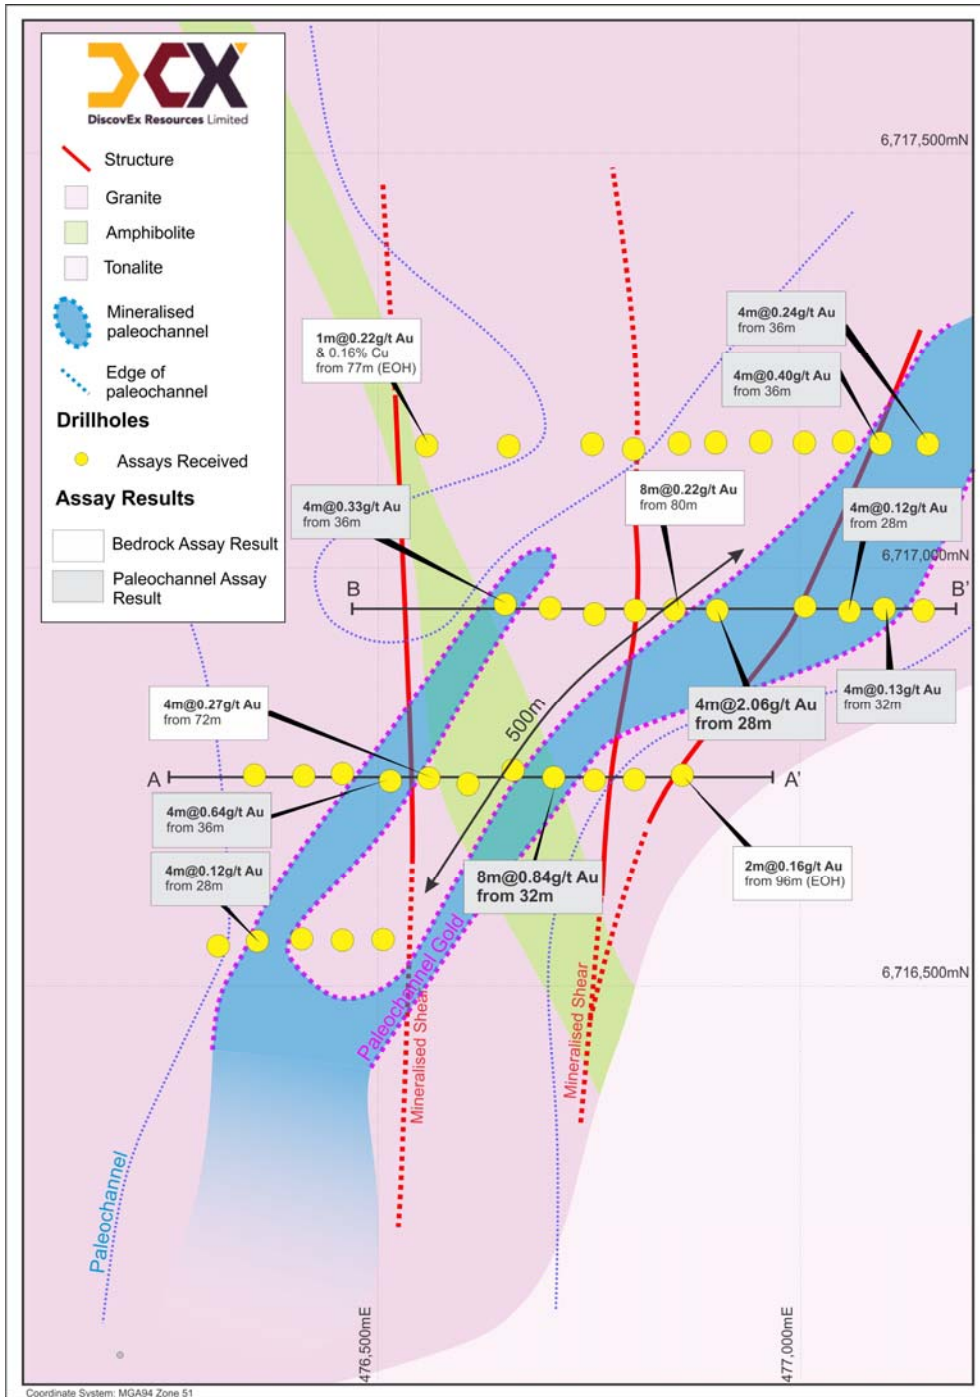 DCX
DiscovEx Resources Limited
Structure
Granite
Amphibolite
Tonalite
Mineralised
paleochannel
Edge of
paleochannel
Drillholes
Assays Received
Assay Results
Bedrock Assay Result
Paleochannel Assay
Result
6,717,500mN
4m@0.24g/t Au
from 36m
1m@0.22g/t Au
& 0.16% Cu
from 77m (EOH)
4m@0.40g/t Au
from 36m
4m@0.33g/t Au
from 36m
8m@0.22g/t Au
from 80m
4m@0.12g/t Au
from 28m
6,717,000mN
B
B'
500m
4m@0.27g/t Au
from 72m
4m@2.06g/t Au
from 28m
4m@0.13g/t Au
from 32m
A
A'
4m@0.64g/t Au
from 36m
4m@0.12g/t Au
from 28m
8m@0.84g/t Au
from 32m
2m@0.16g/t Au
from 96m (EOH)
6,716,500mN
Paleochannel Gold
Mineralised Shear
Mineralised Shear
Paleochannel
476,500mE
477,000mE
Coordinate System: MGA94 Zone 51